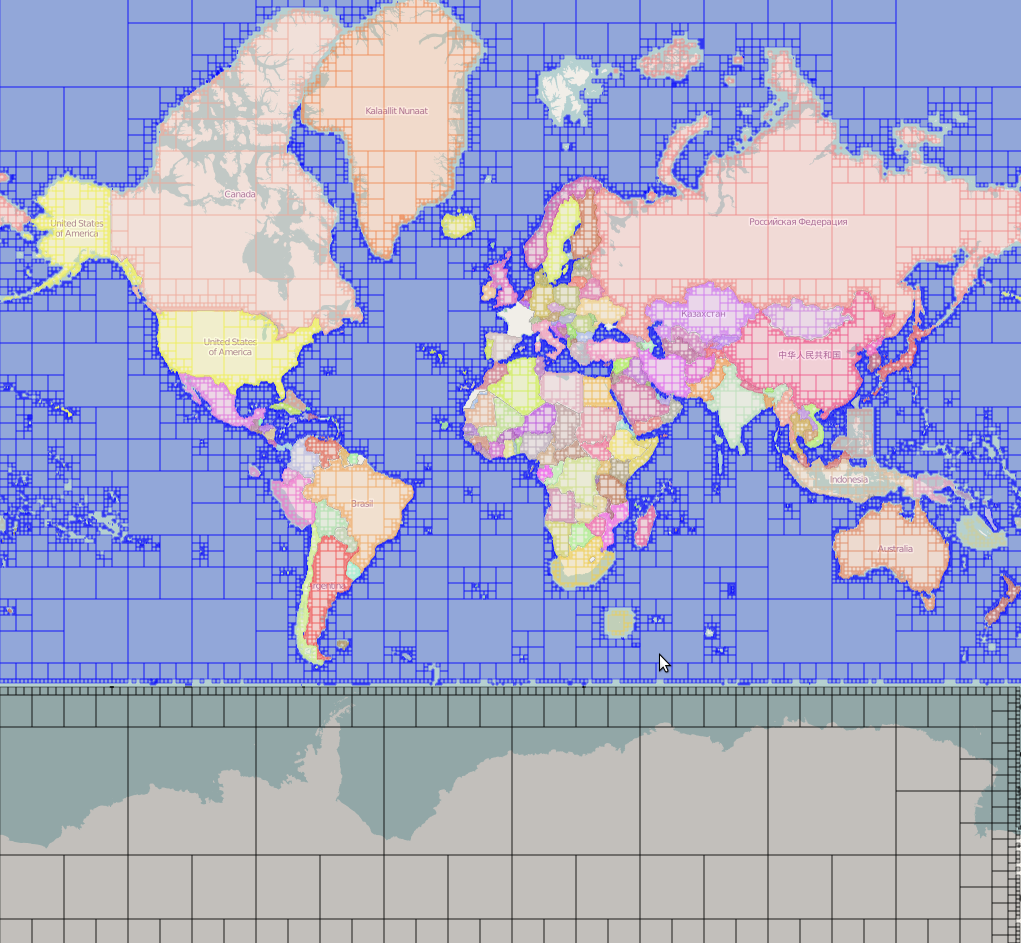 Kalaallit Nunaat
Canada
United States
of America
Российская Федерация
Казахстан
United States
of America
中华人民共和国
Indonesia
Brasil
Australia
Argentina